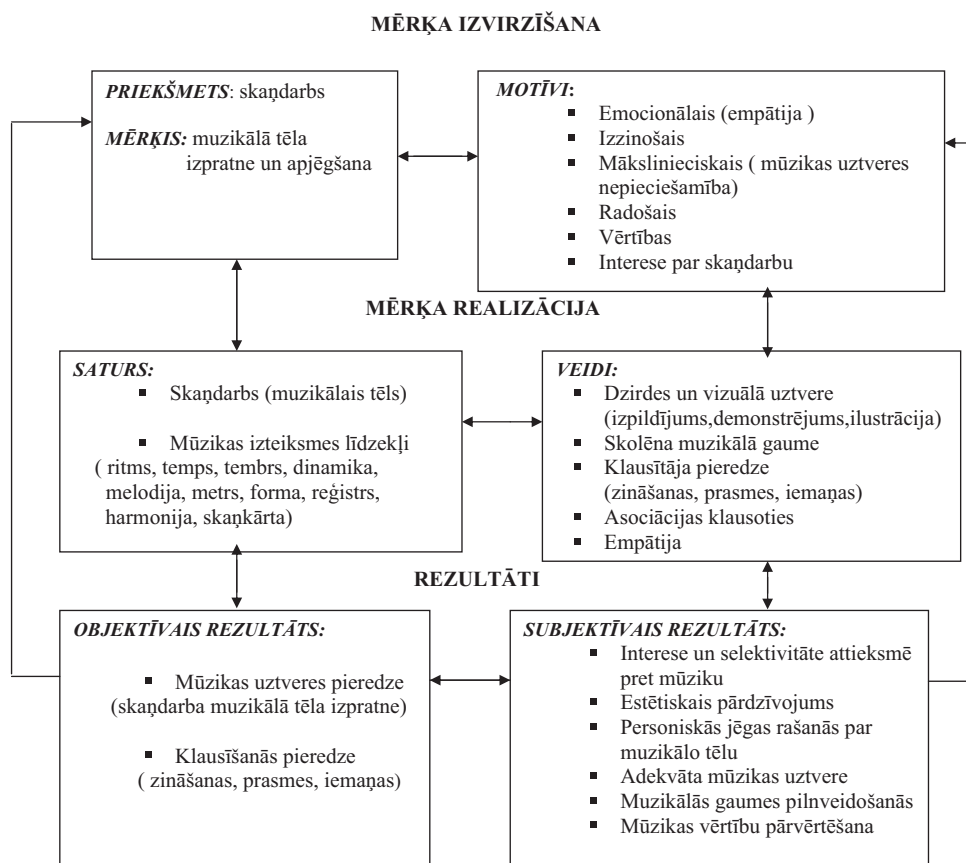 MĒRĶA IZVIRZĪŠANA
PRIEKŠMETS: skaņdarbs
MĒRĶIS: muzikālā tēla
izpratne un apjēgšana
MOTĪVI:
▪ Emocionālais (empātija )
▪ Izzinošais
▪ Mākslinieciskais ( mūzikas uztveres
nepieciešamība)
▪ Radošais
▪ Vērtības
▪ Interese par skaņdarbu
MĒRĶA REALIZĀCIJA
SATURS:
▪ Skaņdarbs (muzikālais tēls)
▪ Mūzikas izteiksmes līdzekļi
( ritms, temps, tembrs, dinamika,
melodija, metrs, forma, reģistrs,
harmonija, skaņkārta)
VEIDI:
▪ Dzirdes un vizuālā uztvere
(izpildījums,demonstrējums,ilustrācija)
▪ Skolēna muzikālā gaume
▪ Klausītāja pieredze
(zināšanas, prasmes, iemaņas)
▪ Asociācijas klausoties
▪ Empātija
REZULTĀTI
OBJEKTĪVAIS REZULTĀTS:
▪ Mūzikas uztveres pieredze
(skaņdarba muzikālā tēla izpratne)
▪ Klausīšanās pieredze
( zināšanas, prasmes, iemaņas)
SUBJEKTĪVAIS REZULTĀTS:
▪ Interese un selektivitāte attieksmē
pret mūziku
▪ Estētiskais pārdzīvojums
▪ Personiskās jēgas rašanās par
muzikālo tēlu
▪ Adekvāta mūzikas uztvere
▪ Muzikālās gaumes pilnveidošanās
▪ Mūzikas vērtību pārvērtēšana